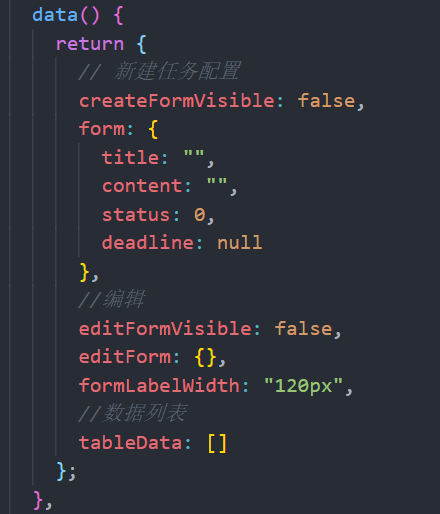 data() {
return {
// 新建任务配置
createFormVisible: false,
form: {
title: "",
content: "",
status: 0,
deadline: null
},
//编辑
editFormVisible: false,
editForm: {},
formLabelWidth: "120px",
//数据列表
tableData: []
};
},